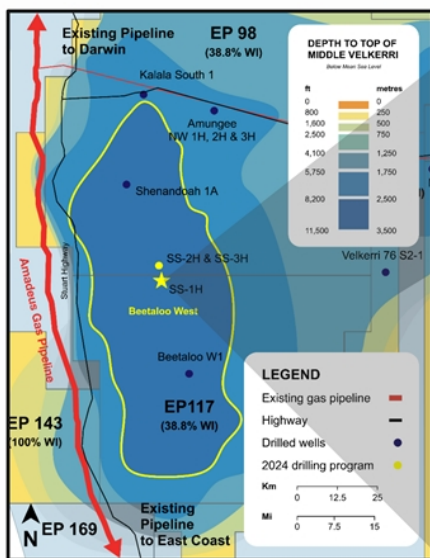 Existing Pipeline
to Darwin
EP 98
(38.8% WI)
Kalala South 1
Amungee
NW 1H, 2H & 3H
Shenandoah 1A
SS-2H & SS-3H
SS-1H
Beetaloo West
Velkerri 76 S2-1
Stuart Highway
Amadeus Gas Pipeline
Beetaloo W1
EP117
(38.8% WI)
EP 143
(100% WI)
N
EP 169
Existing
Pipeline
to East Coast
DEPTH TO TOP OF
MIDDLE VELKERRI
Below Mean Sea Level
ft metres
0 0
800 250
1,600 500
2,500 750
4,100 1,250
5,750 1,750
8,200 2,500
11,500 3,500
LEGEND
Existing gas pipeline
Highway
Drilled wells
2024 drilling program
Km
0 12.5 25
Mi
0 7.5 15